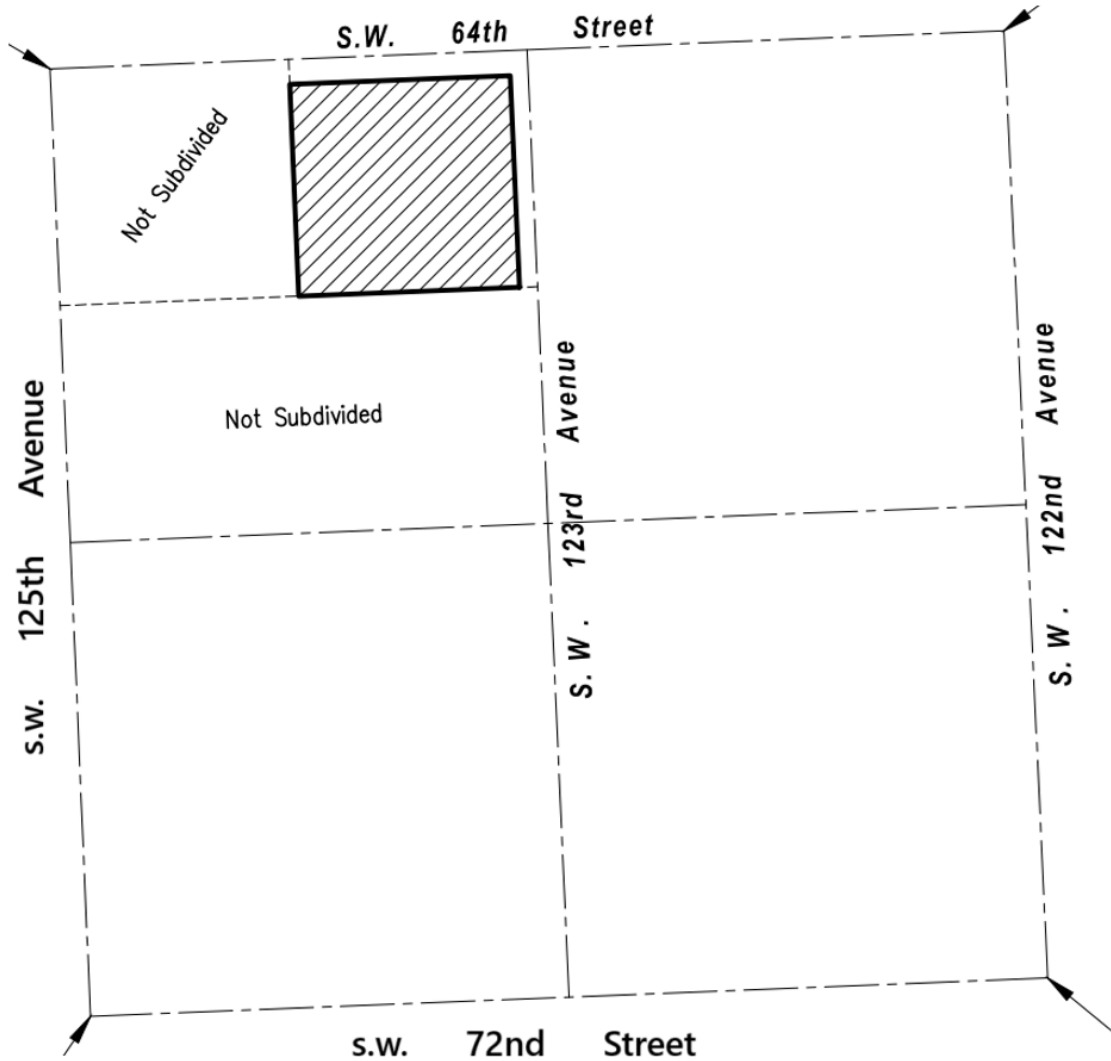 S.W. 64th Street
Not Subdivided
Not Subdivided
s.w. 125th Avenue
S.W. 123rd Avenue
S.W. 122nd Avenue
s.w. 72nd Street